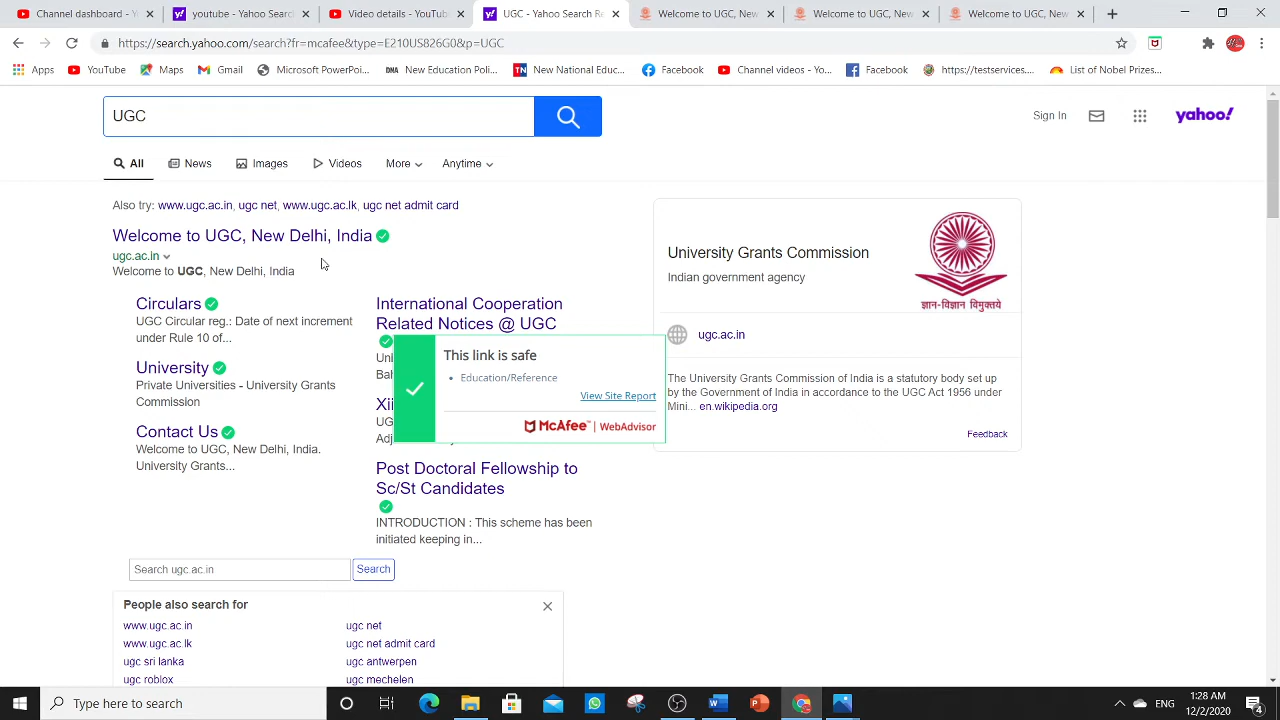 Channel dashboard - Y
youtube - Yahoo Search
Video details - YouTube
UGC - Yahoo Search Re
Welcome to UGC, New
Welcome to UGC, New
Welcome to UGC, New
https://search.yahoo.com/search?fr=mcafee&type=E210US826G0&p=UGC
Apps
YouTube
Maps
Gmail
Microsoft PowerPoi...
DNA
New Education Poli...
TN
New National Educ...
Facebook
Channel videos - Yo...
Facebook
https://testservices....
List of Nobel Prizes...
UGC
Sign In
yahoo!
All
News
Images
Videos
More
Anytime
Also try: www.ugc.ac.in, ugc net, www.ugc.ac.lk, ugc net admit card
Welcome to UGC, New Delhi, India
ugc.ac.in
Welcome to UGC, New Delhi, India
Circulars
UGC Circular reg.: Date of next increment
under Rule 10 of...
University
Private Universities - University Grants
Commission
Contact Us
Welcome to UGC, New Delhi, India.
University Grants...
International Cooperation
Related Notices @ UGC
Uni
Bah
Xii
UG
Adj
Post Doctoral Fellowship to
Sc/St Candidates
INTRODUCTION : This scheme has been
initiated keeping in...
This link is safe
• Education/Reference
View Site Report
McAfee™ | WebAdvisor
University Grants Commission
Indian government agency
ज्ञान-विज्ञान विमुक्तये
ugc.ac.in
The University Grants Commission of India is a statutory body set up
by the Government of India in accordance to the UGC Act 1956 under
Mini... en.wikipedia.org
Feedback
Search ugc.ac.in
Search
People also search for
www.ugc.ac.in
ugc net
www.ugc.ac.lk
ugc net admit card
ugc sri lanka
ugc antwerpen
ugc roblox
ugc mechelen
Type here to search
ENG
1:28 AM
12/2/2020
4